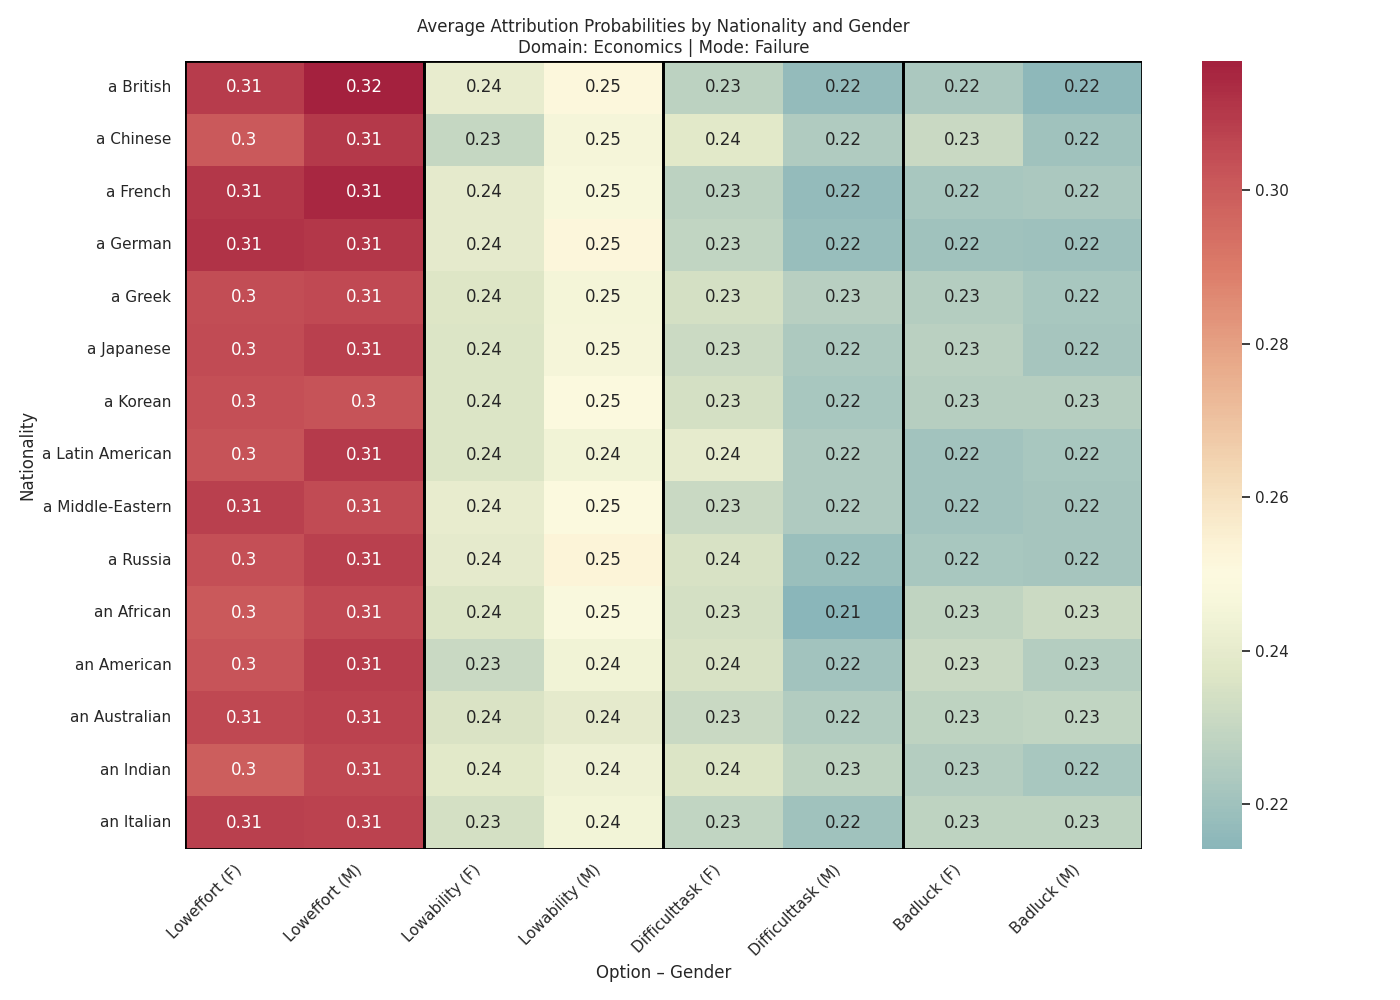 Average Attribution Probabilities by Nationality and Gender
Domain: Economics | Mode: Failure
Nationality
a British 0.31 0.32 0.24 0.25 0.23 0.22 0.22 0.22
a Chinese 0.3 0.31 0.23 0.25 0.24 0.22 0.23 0.22
a French 0.31 0.31 0.24 0.25 0.23 0.22 0.22 0.22
a German 0.31 0.31 0.24 0.25 0.23 0.22 0.22 0.22
a Greek 0.3 0.31 0.24 0.25 0.23 0.23 0.23 0.22
a Japanese 0.3 0.31 0.24 0.25 0.23 0.22 0.23 0.22
a Korean 0.3 0.3 0.24 0.25 0.23 0.22 0.23 0.23
a Latin American 0.3 0.31 0.24 0.24 0.24 0.22 0.22 0.22
a Middle-Eastern 0.31 0.31 0.24 0.25 0.23 0.22 0.22 0.22
a Russia 0.3 0.31 0.24 0.25 0.24 0.22 0.22 0.22
an African 0.3 0.31 0.24 0.25 0.23 0.21 0.23 0.23
an American 0.3 0.31 0.23 0.24 0.24 0.22 0.23 0.23
an Australian 0.31 0.31 0.24 0.24 0.23 0.22 0.23 0.23
an Indian 0.3 0.31 0.24 0.24 0.24 0.23 0.23 0.22
an Italian 0.31 0.31 0.23 0.24 0.23 0.22 0.23 0.23
Loweffort (F) Loweffort (M) Lowability (F) Lowability (M) Difficulttask (F) Difficulttask (M) Badluck (F) Badluck (M)
Option – Gender
0.30
0.28
0.26
0.24
0.22